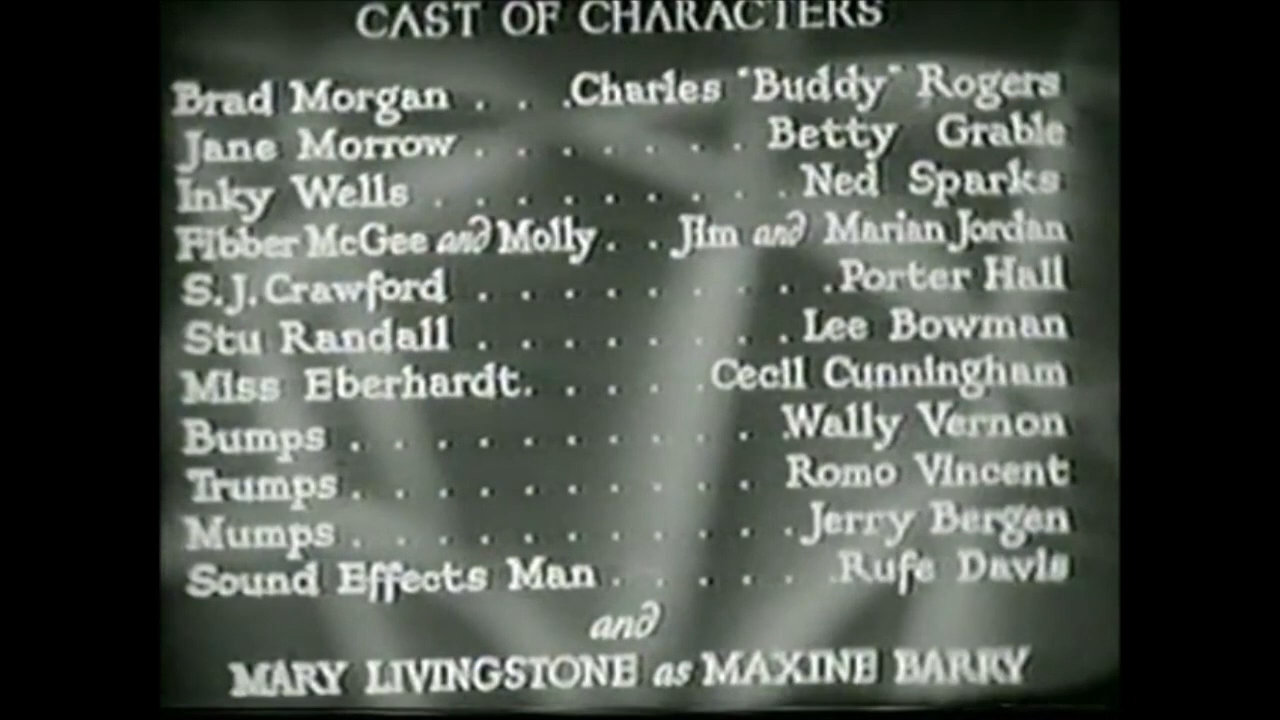 CAST OF CHARACTERS
Brad Morgan . . . Charles "Buddy" Rogers
Jane Morrow . . . . . . . Betty Grable
Inky Wells . . . . . . . . . Ned Sparks
Fibber McGee and Molly . . Jim and Marian Jordan
S. J. Crawford . . . . . . . . . Porter Hall
Stu Randall . . . . . . . . Lee Bowman
Miss Eberhardt . . . . . Cecil Cunningham
Bumps . . . . . . . . . . . Wally Vernon
Trumps . . . . . . . . . . Romo Vincent
Mumps . . . . . . . . . . . Jerry Bergen
Sound Effects Man . . . . . . Rufe Davis
and
MARY LIVINGSTONE as MAXINE BARRY